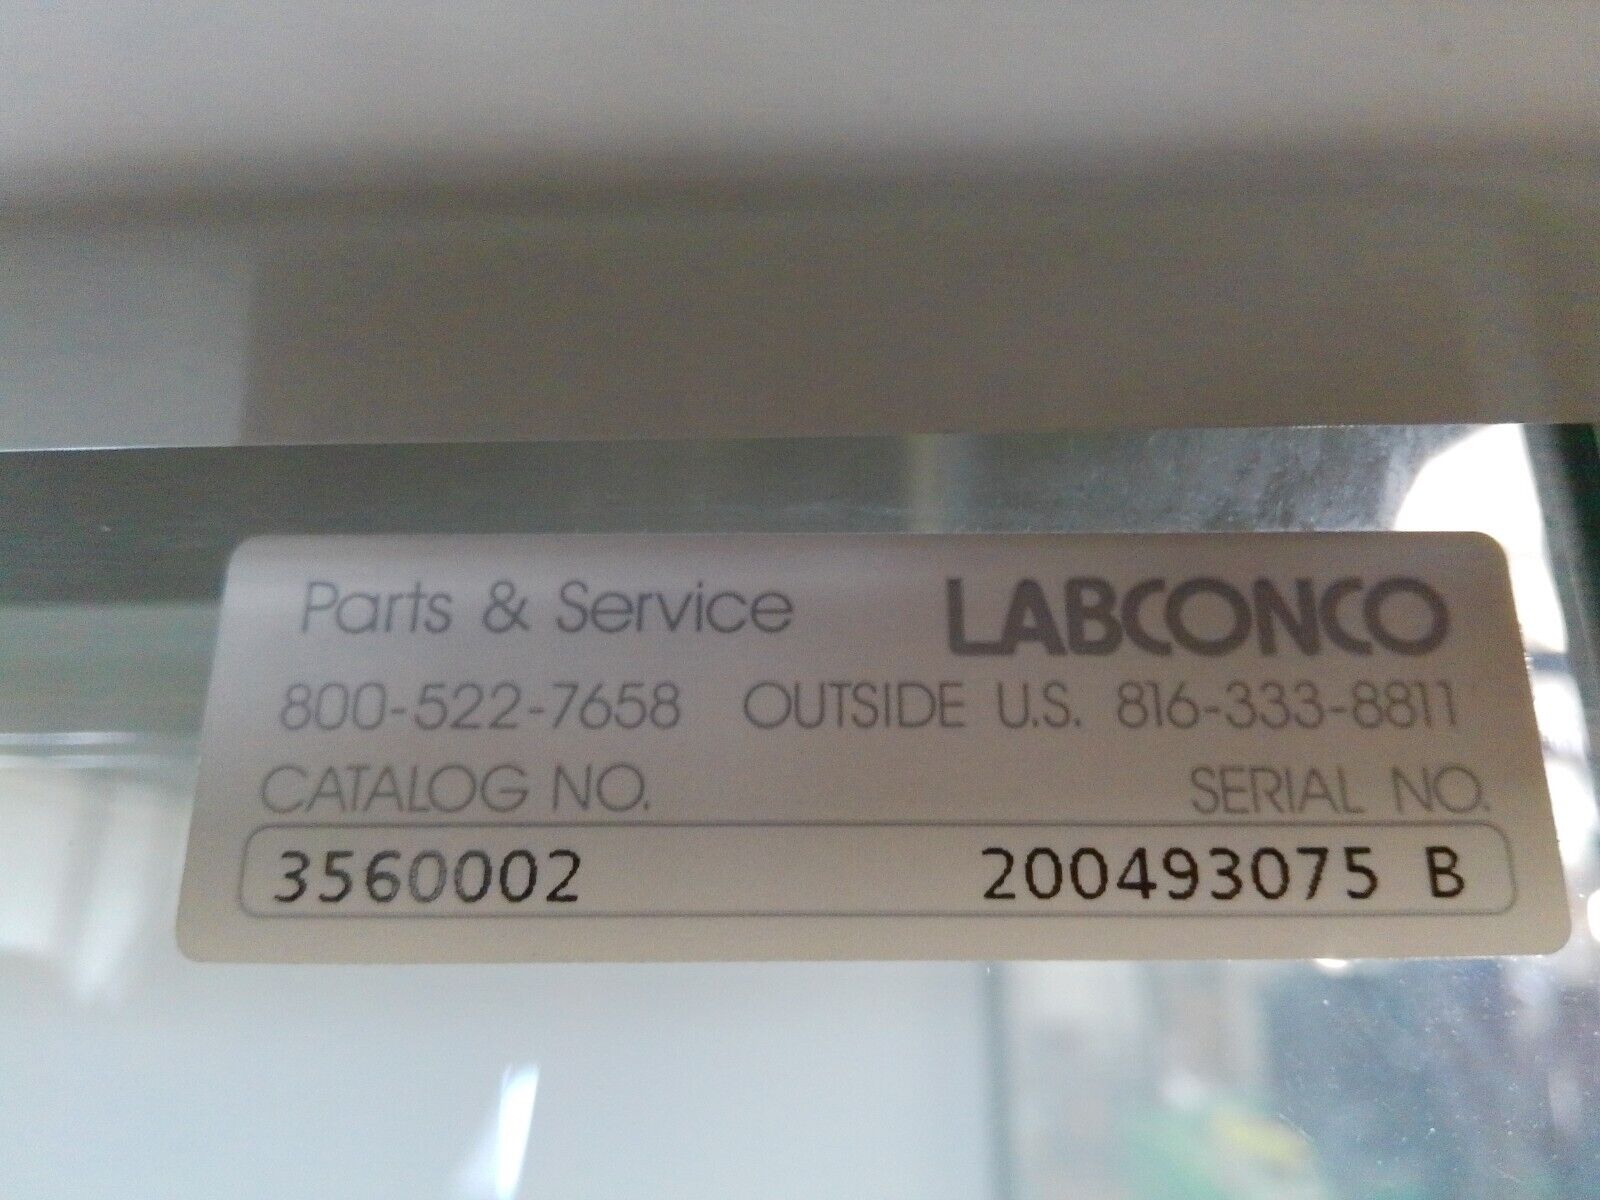 Parts & Service LABCONCO
800-522-7658 OUTSIDE U.S. 816-333-8811
CATALOG NO. SERIAL NO.
3560002 200493075 B